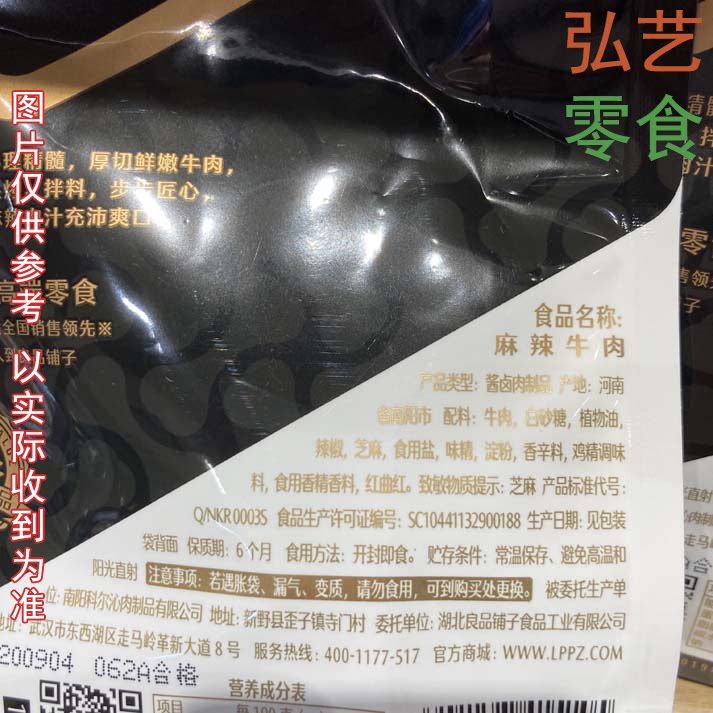 弘艺
零食
图片仅供参考 以实际收到为准
厚切鲜嫩牛肉,
拌料,步步匠心,
汁充沛爽口
高端零食
全国销售领先※
铺子
食品名称:
麻辣牛肉
产品类型: 酱卤肉制品 产地: 河南
省南阳市 配料: 牛肉, 白砂糖, 植物油,
辣椒, 芝麻, 食用盐, 味精, 淀粉, 香辛料, 鸡精调味
料, 食用香精香料, 红曲红。致敏物质提示: 芝麻 产品标准代号:
Q/NKR 0003S 食品生产许可证编号: SC10441132900188 生产日期: 见包装
袋背面 保质期: 6个月 食用方法: 开封即食。 贮存条件: 常温保存、避免高温和
阳光直射 注意事项: 若遇胀袋、漏气、变质, 请勿食用, 可到购买处更换。 被委托生产单
位: 南阳科尔沁肉制品有限公司 地址: 新野县歪子镇寺门村 委托单位: 湖北良品铺子食品工业有限公司
地址: 武汉市东西湖区走马岭革新大道8号 服务热线: 400-1177-517 官方商城: WWW.LPPZ.COM
200904 062A合格
营养成分表
项目